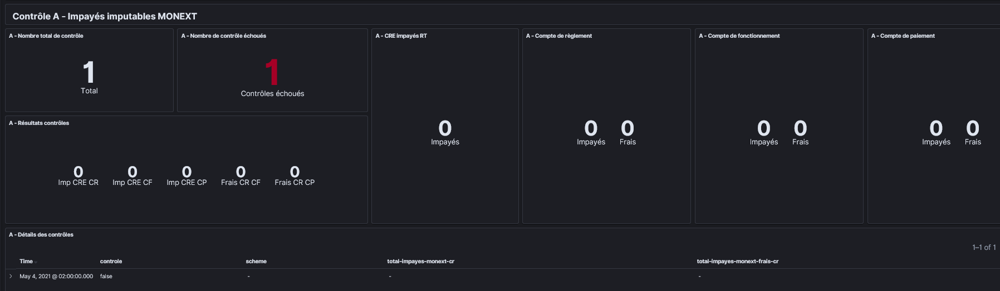 Contrôle A - Impayés imputables MONEXT
A - Nombre total de contrôle
1
Total
A - Nombre de contrôle échoués
1
Contrôles échoués
A - CRE impayés RT
0
Impayés
A - Compte de règlement
0 0
Impayés Frais
A - Compte de fonctionnement
0 0
Impayés Frais
A - Compte de paiement
0 0
Impayés Frais
A - Résultats contrôles
0 0 0 0 0
Imp CRE CR Imp CRE CF Imp CRE CP Frais CR CF Frais CR CP
A - Détails des contrôles
1–1 of 1
Time controle scheme total-impayes-monext-cr total-impayes-monext-frais-cr
May 4, 2021 @ 02:00:00.000 false - - -